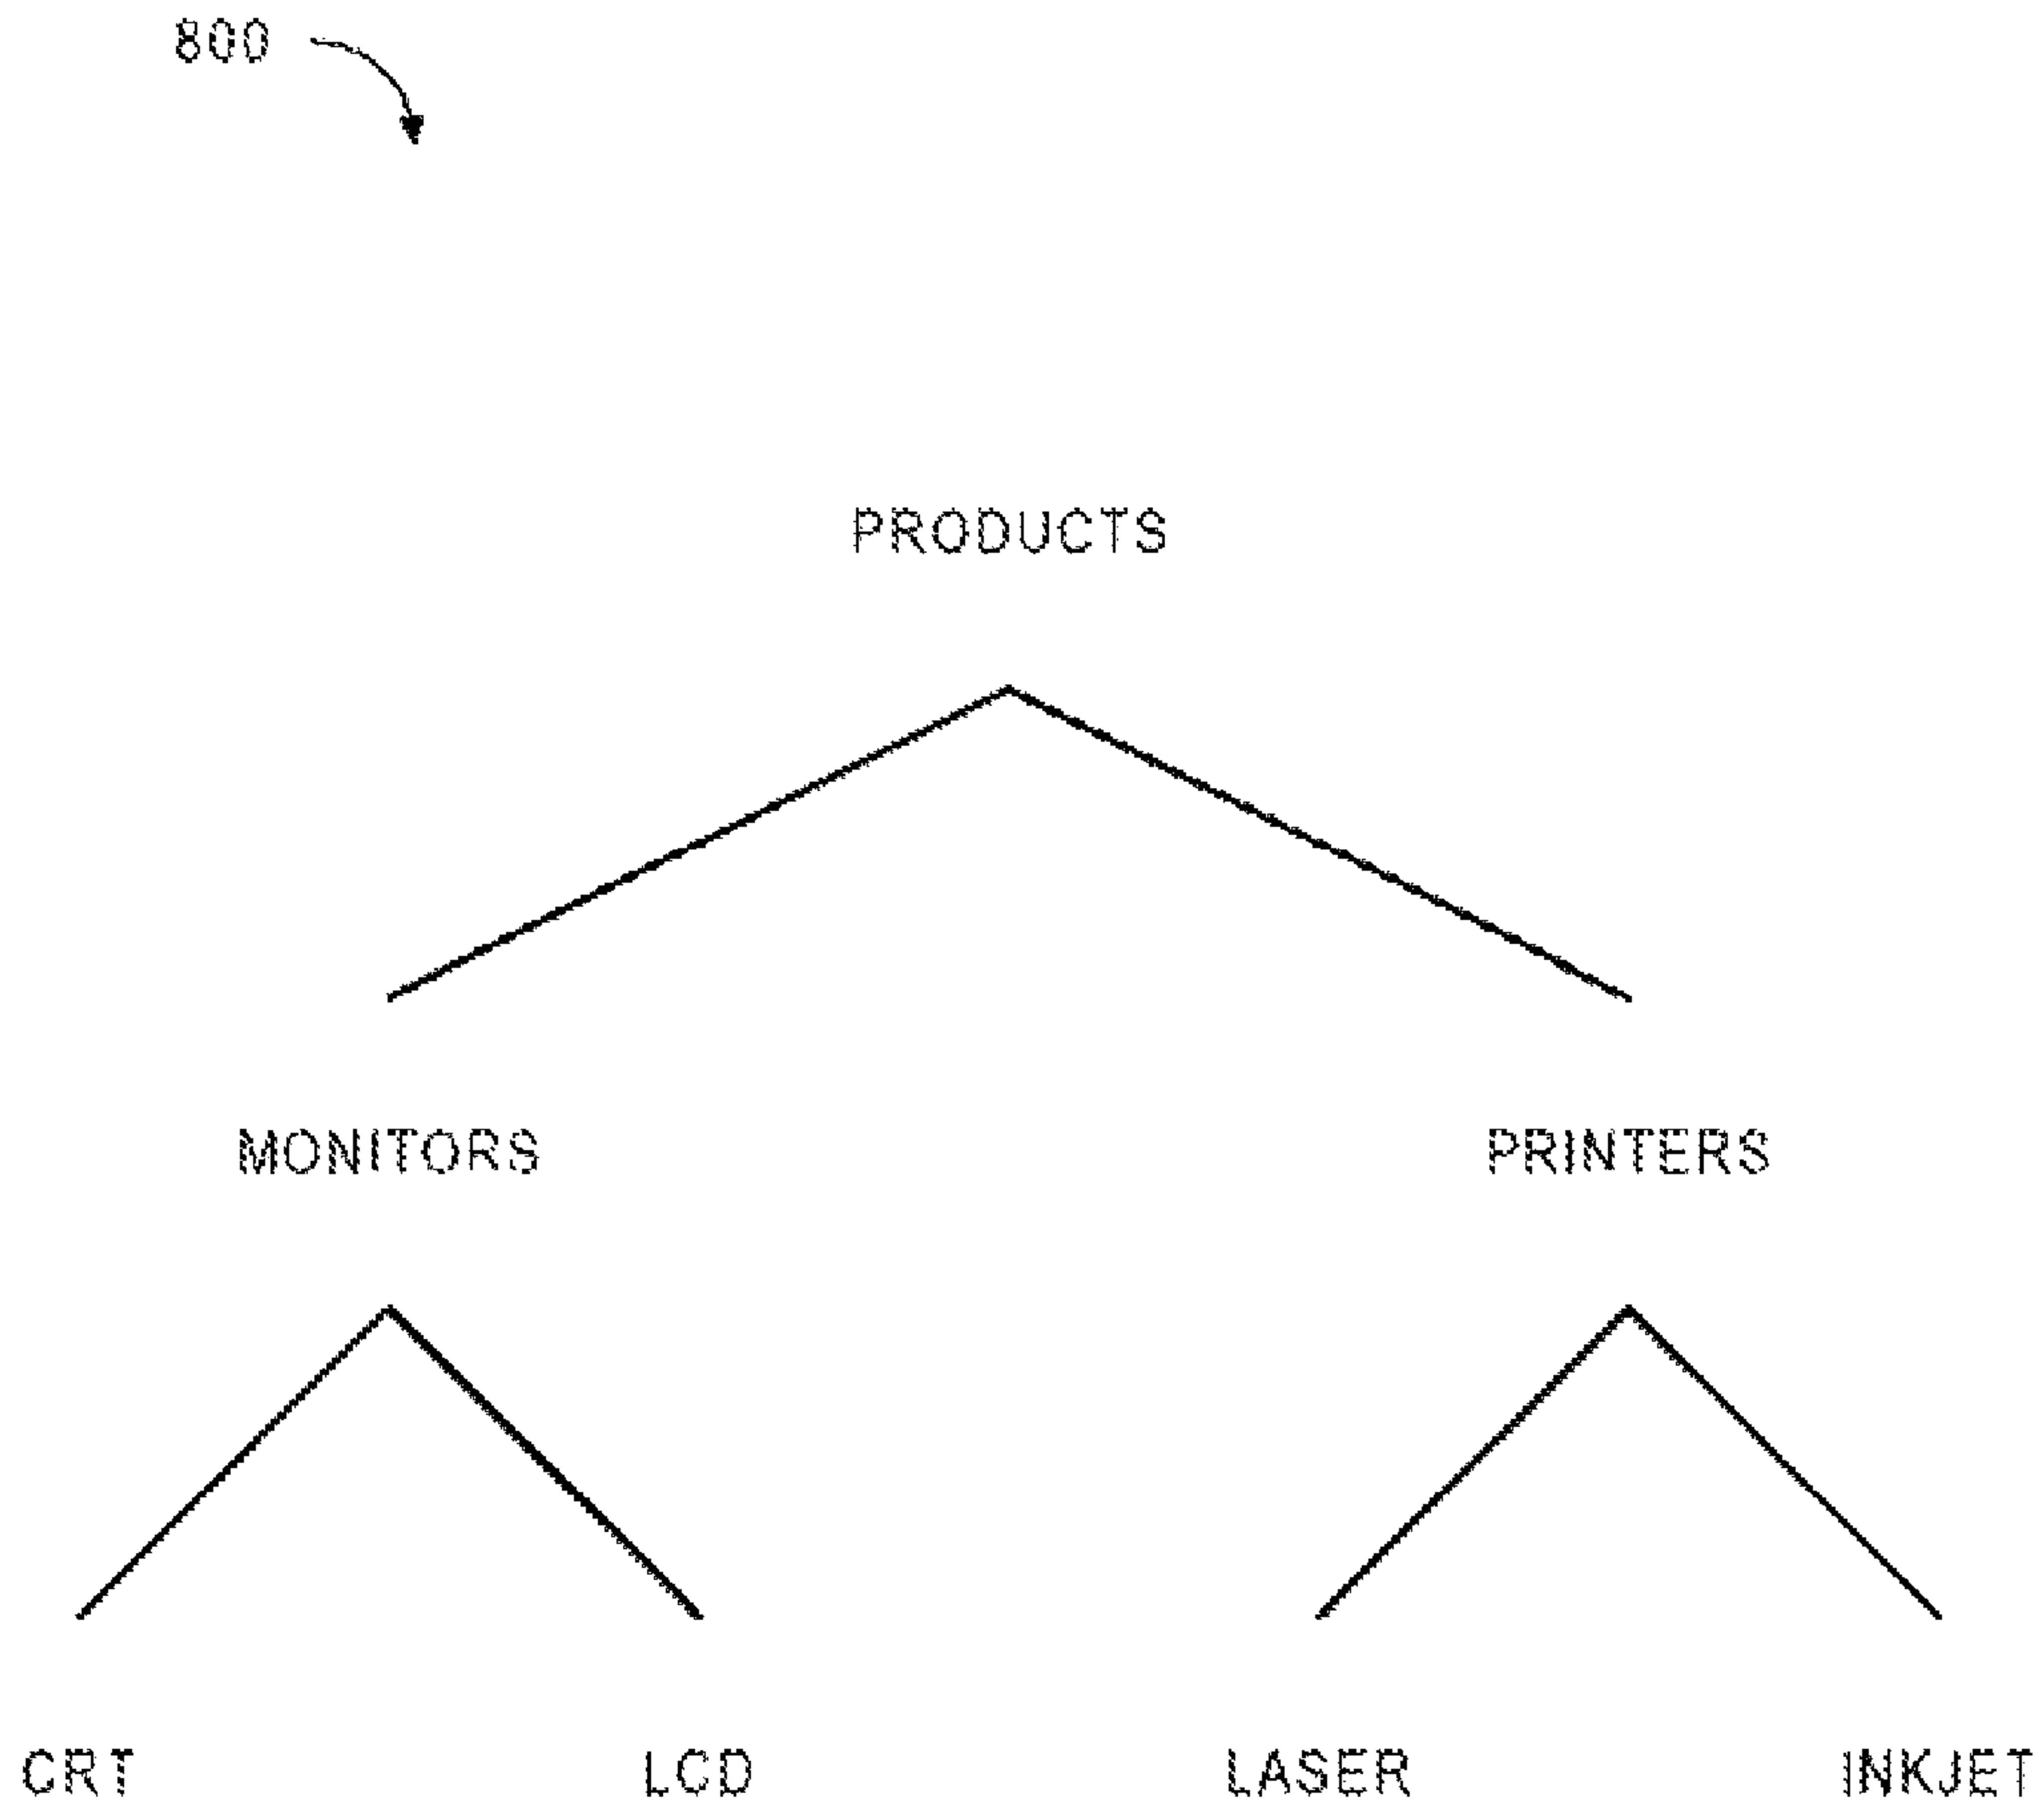 800
PRODUCTS
MONITORS PRINTERS
CRT LCD LASER INKJET